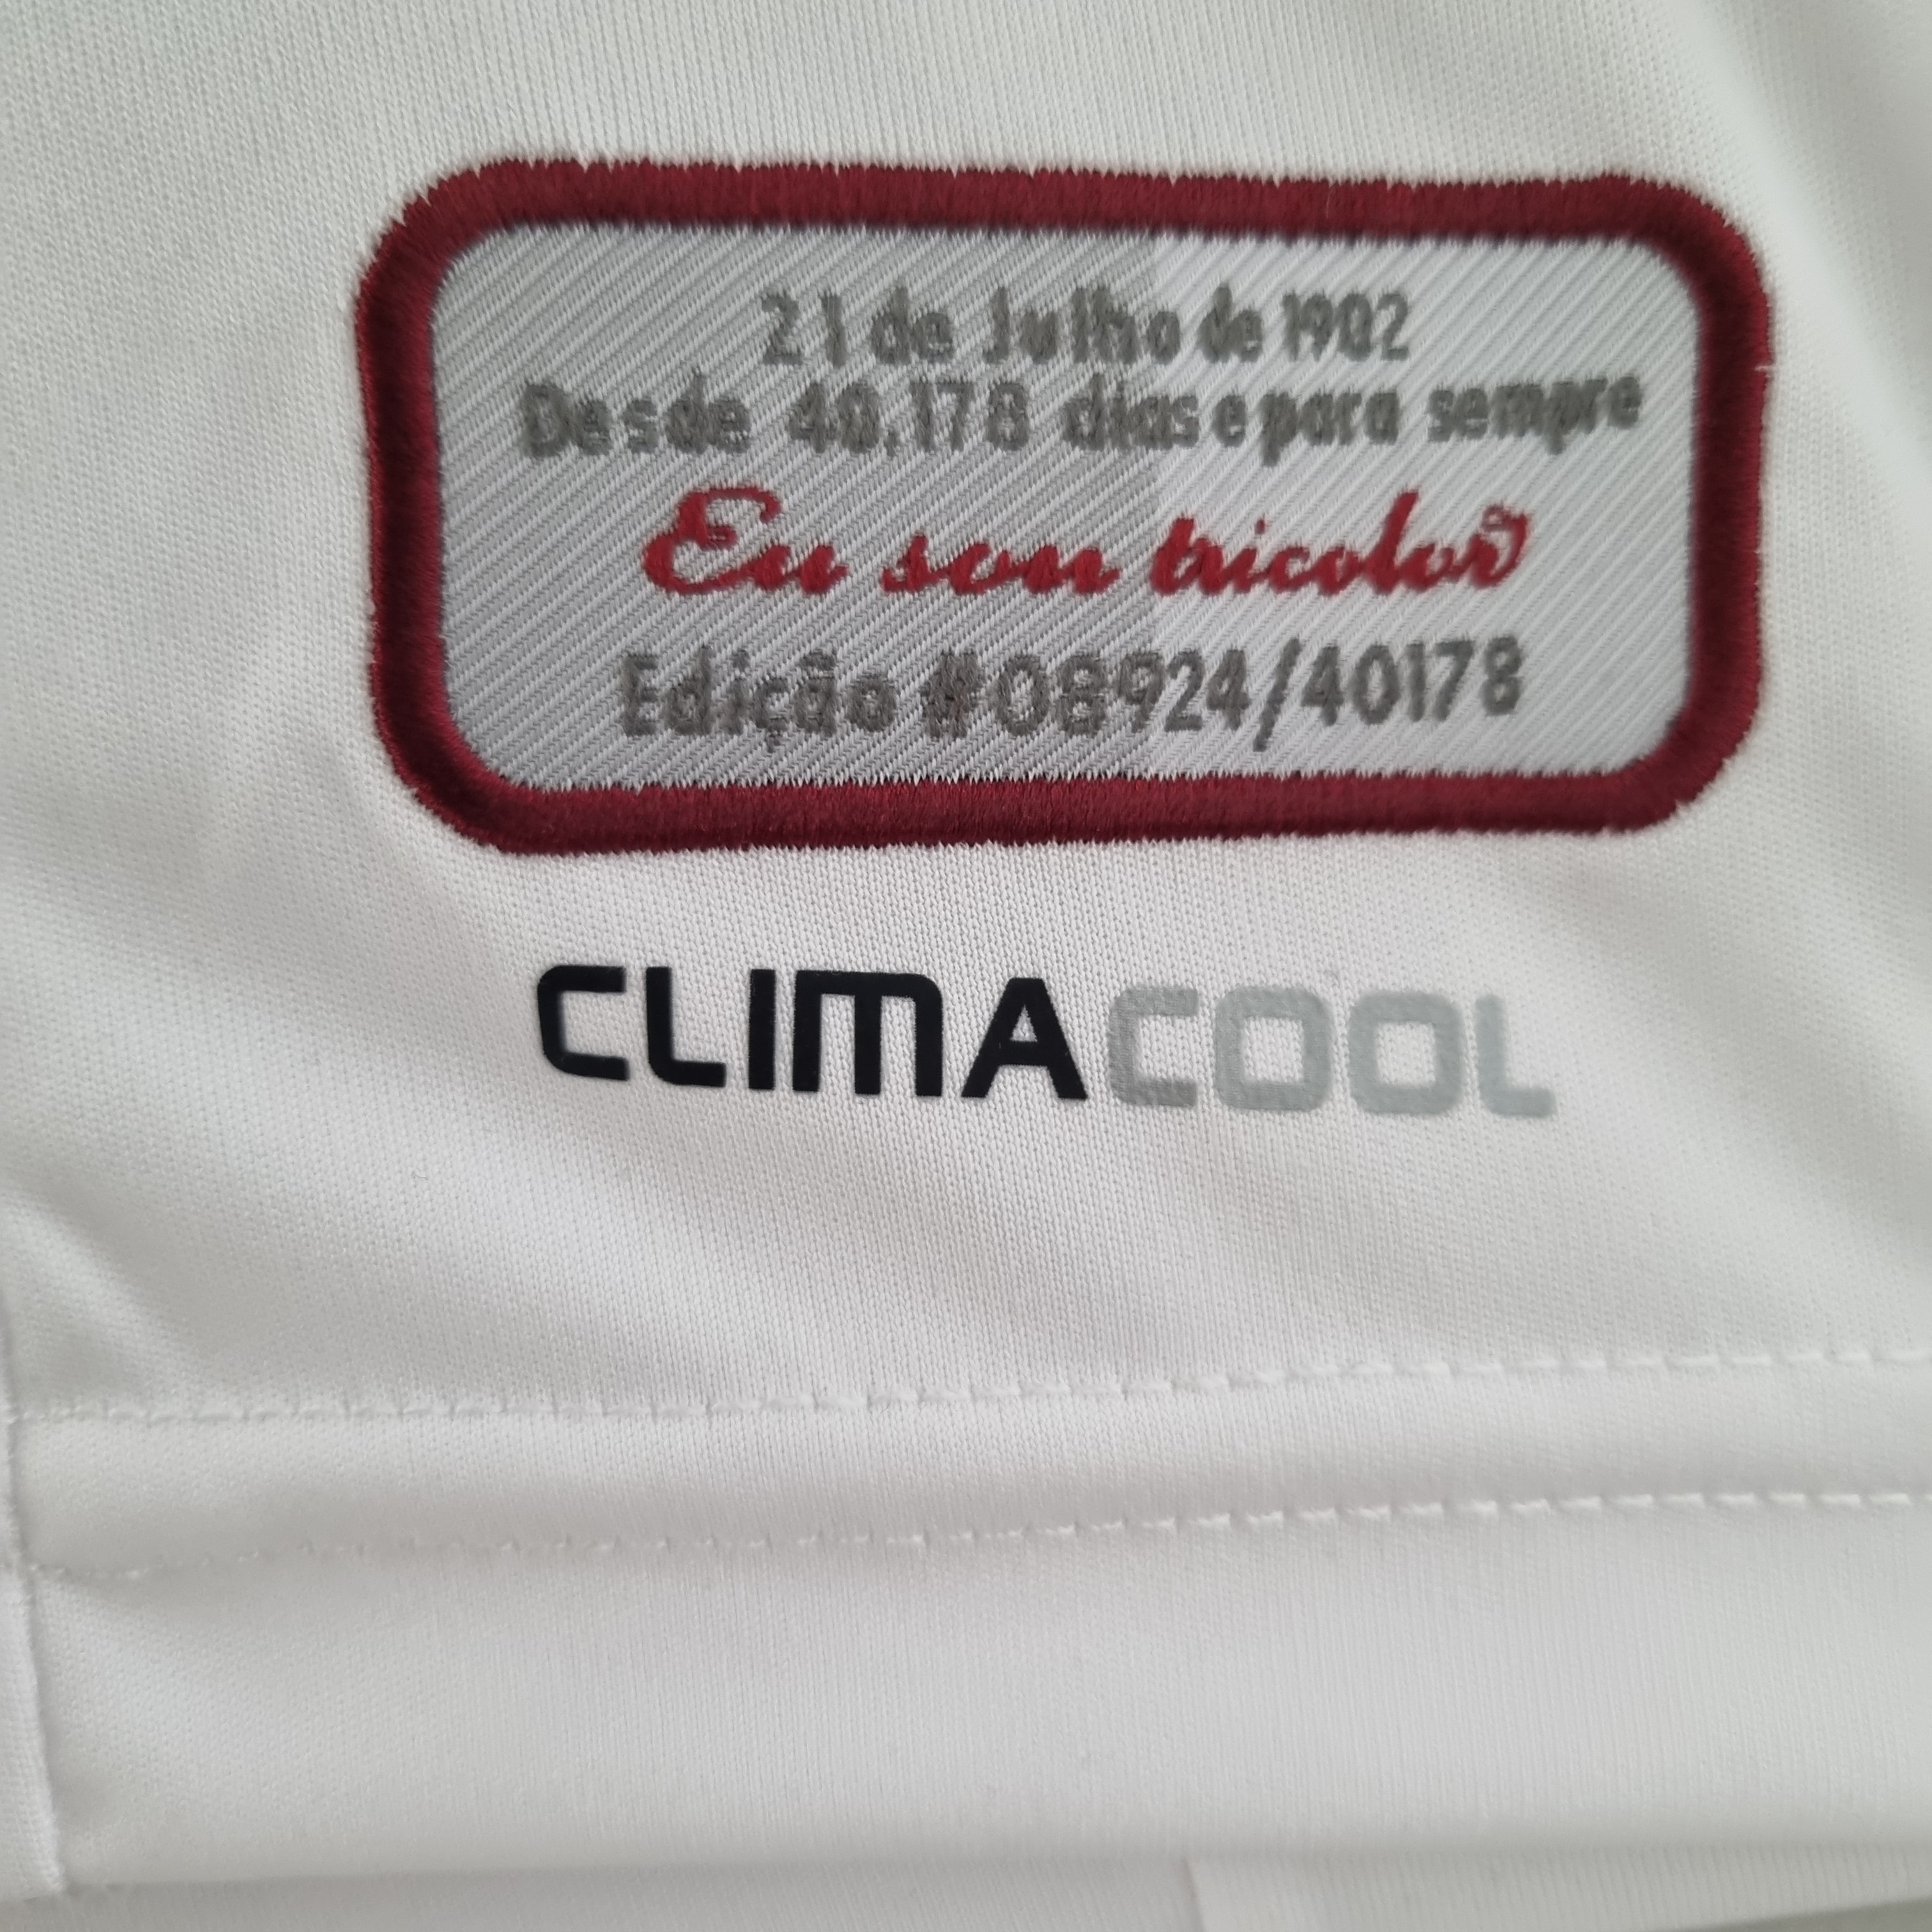 21 de Julho de 1902
Desde 40.178 dias e para sempre
Eu sou tricolor
Edição #08924/40178
CLIMACOOL